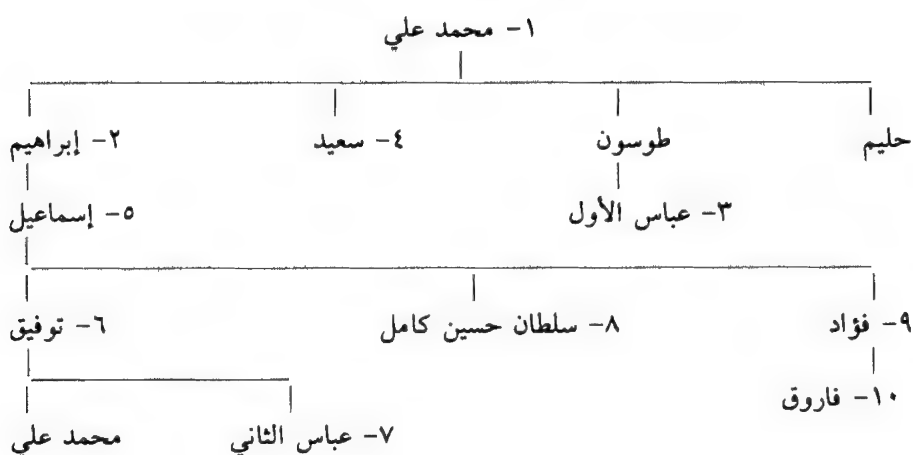 ١- محمد علي
حليم طوسون ٤- سعيد ٢- إبراهيم
٣- عباس الأول ٥- إسماعيل
٩- فؤاد ٨- سلطان حسين كامل ٦- توفيق
١٠- فاروق
٧- عباس الثاني محمد علي